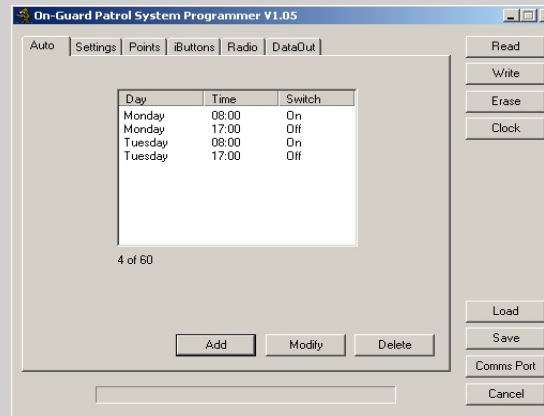 On-Guard Patrol System Programmer V1.05
Auto Settings Points iButtons Radio DataOut
Day Time Switch
Monday 08:00 On
Monday 17:00 Off
Tuesday 08:00 On
Tuesday 17:00 Off
4 of 60
Add Modify Delete
Read
Write
Erase
Clock
Load
Save
Comms Port
Cancel